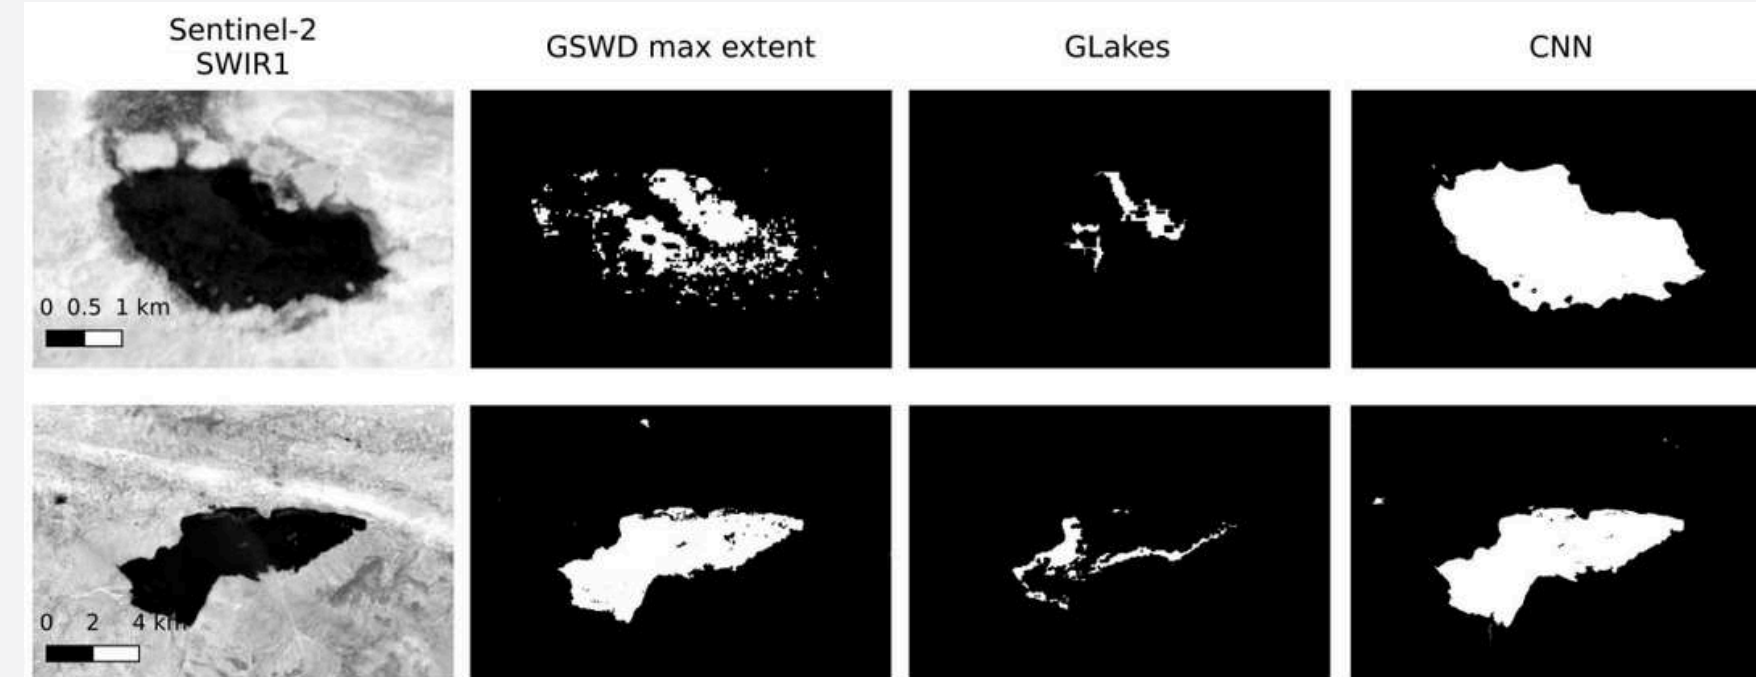 Sentinel-2
SWIR1
GSWD max extent
GLakes
CNN
0 0.5 1 km
0 2 4 km